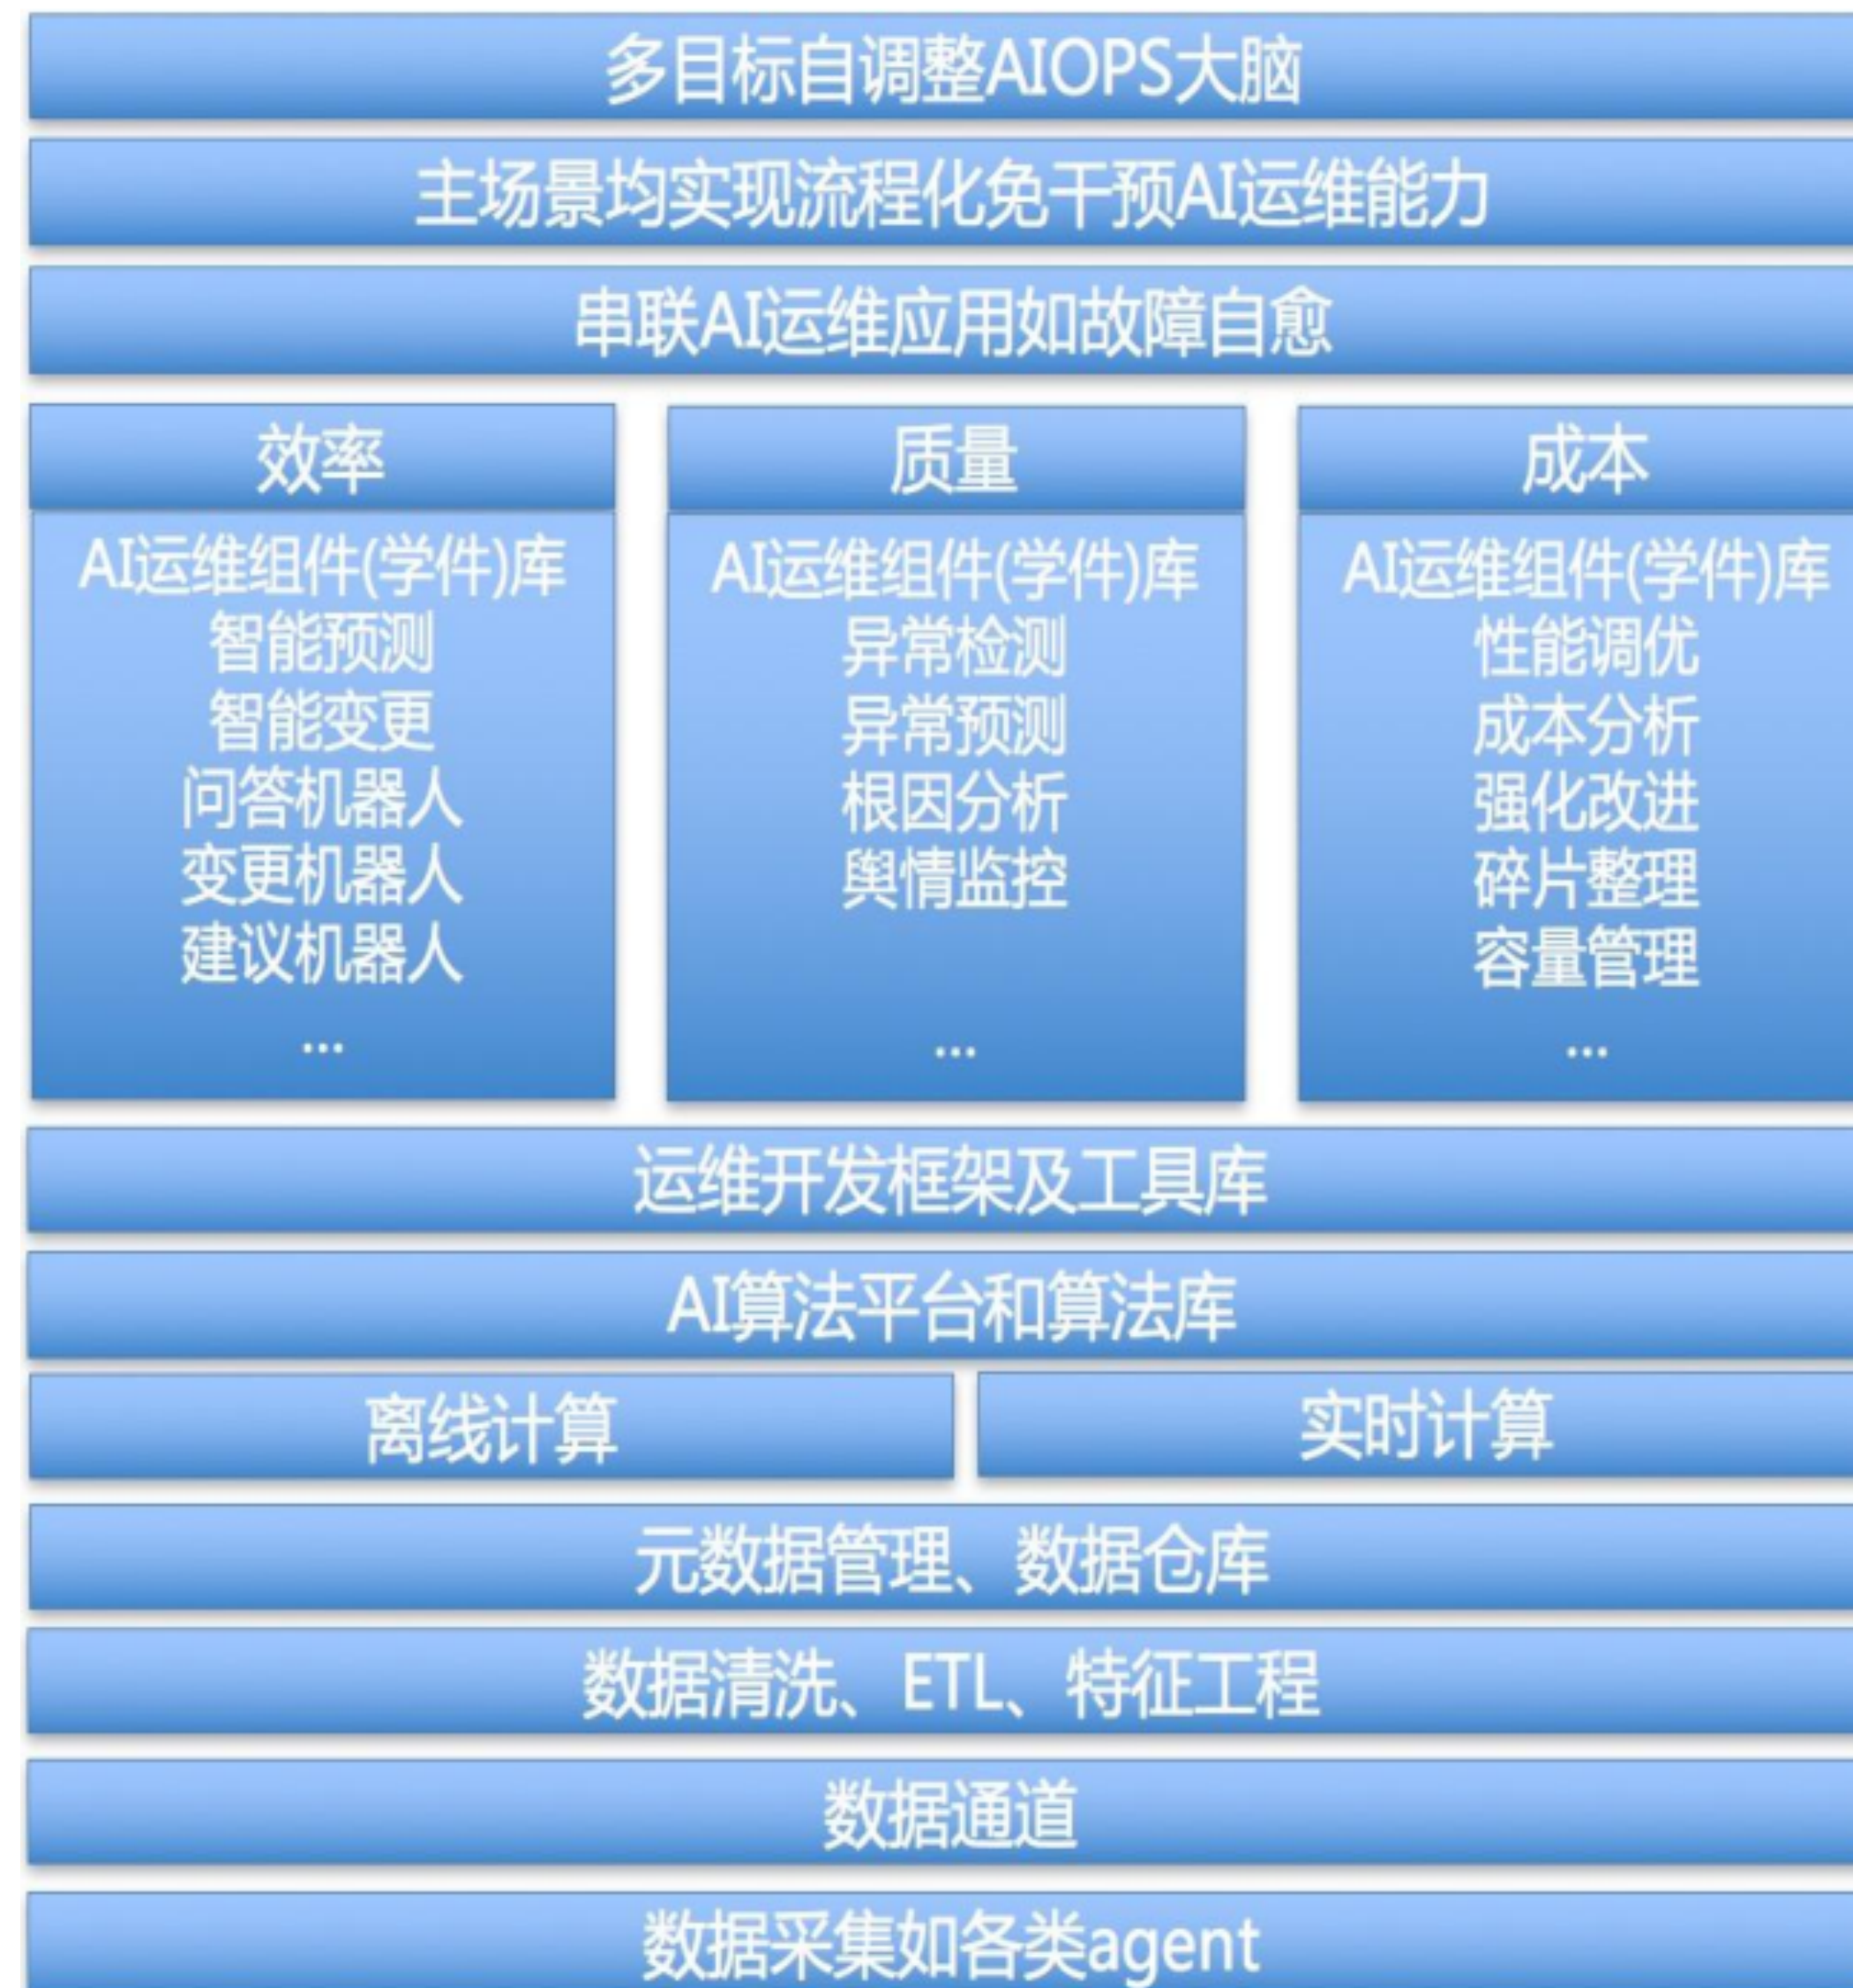 多目标自调整AIOPS大脑
主场景均实现流程化免干预AI运维能力
串联AI运维应用如故障自愈
效率
AI运维组件(学件)库
智能预测
智能变更
问答机器人
变更机器人
建议机器人
...
质量
AI运维组件(学件)库
异常检测
异常预测
根因分析
舆情监控
...
成本
AI运维组件(学件)库
性能调优
成本分析
强化改进
碎片整理
容量管理
...
运维开发框架及工具库
AI算法平台和算法库
离线计算
实时计算
元数据管理、数据仓库
数据清洗、ETL、特征工程
数据通道
数据采集如各类agent